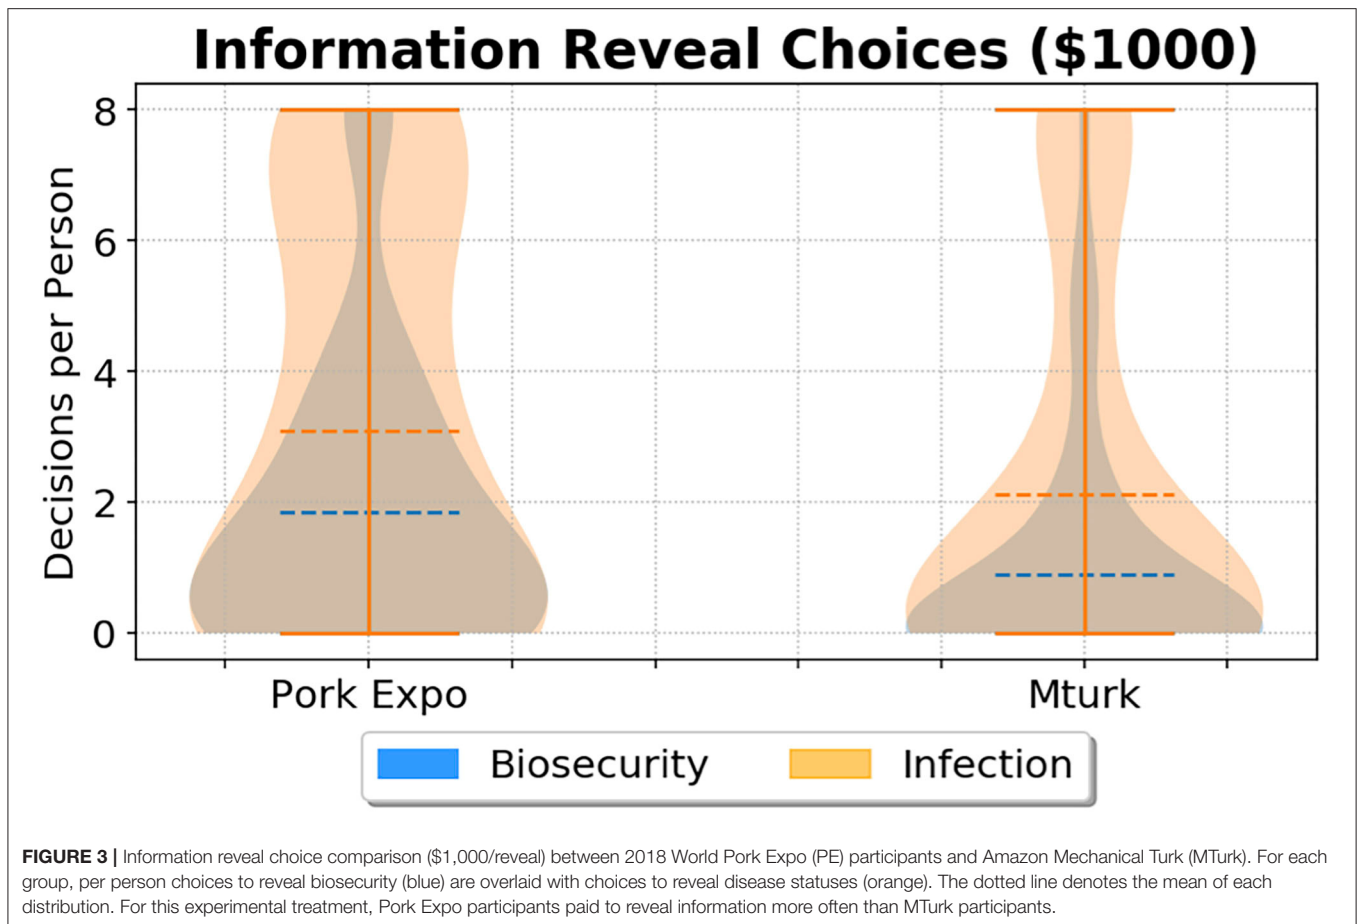 Information Reveal Choices ($1000)
Decisions per Person
8
6
4
2
0
Pork Expo
Mturk
Biosecurity
Infection
FIGURE 3 | Information reveal choice comparison ($1,000/reveal) between 2018 World Pork Expo (PE) participants and Amazon Mechanical Turk (MTurk). For each
group, per person choices to reveal biosecurity (blue) are overlaid with choices to reveal disease statuses (orange). The dotted line denotes the mean of each
distribution. For this experimental treatment, Pork Expo participants paid to reveal information more often than MTurk participants.